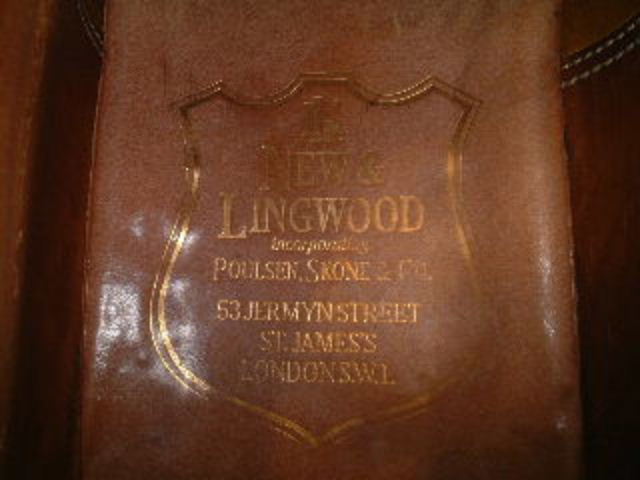 NEW &
LINGWOOD
incorporating
POULSEN, SKONE & CO.
53 JERMYN STREET
ST. JAMES'S
LONDON S.W.1.